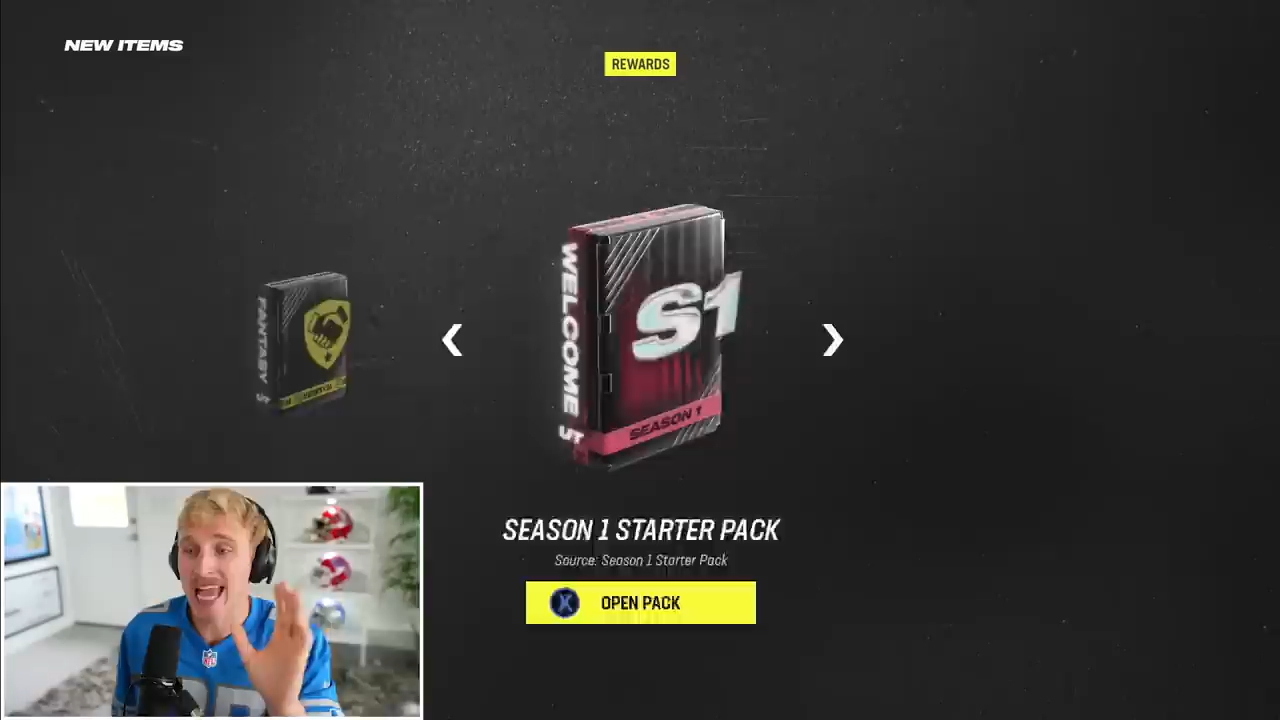 NEW ITEMS
REWARDS
WELCOME
S1
SEASON 1
FANTASY
SEASON 1 STARTER PACK
Source: Season 1 Starter Pack
X
OPEN PACK
NFL